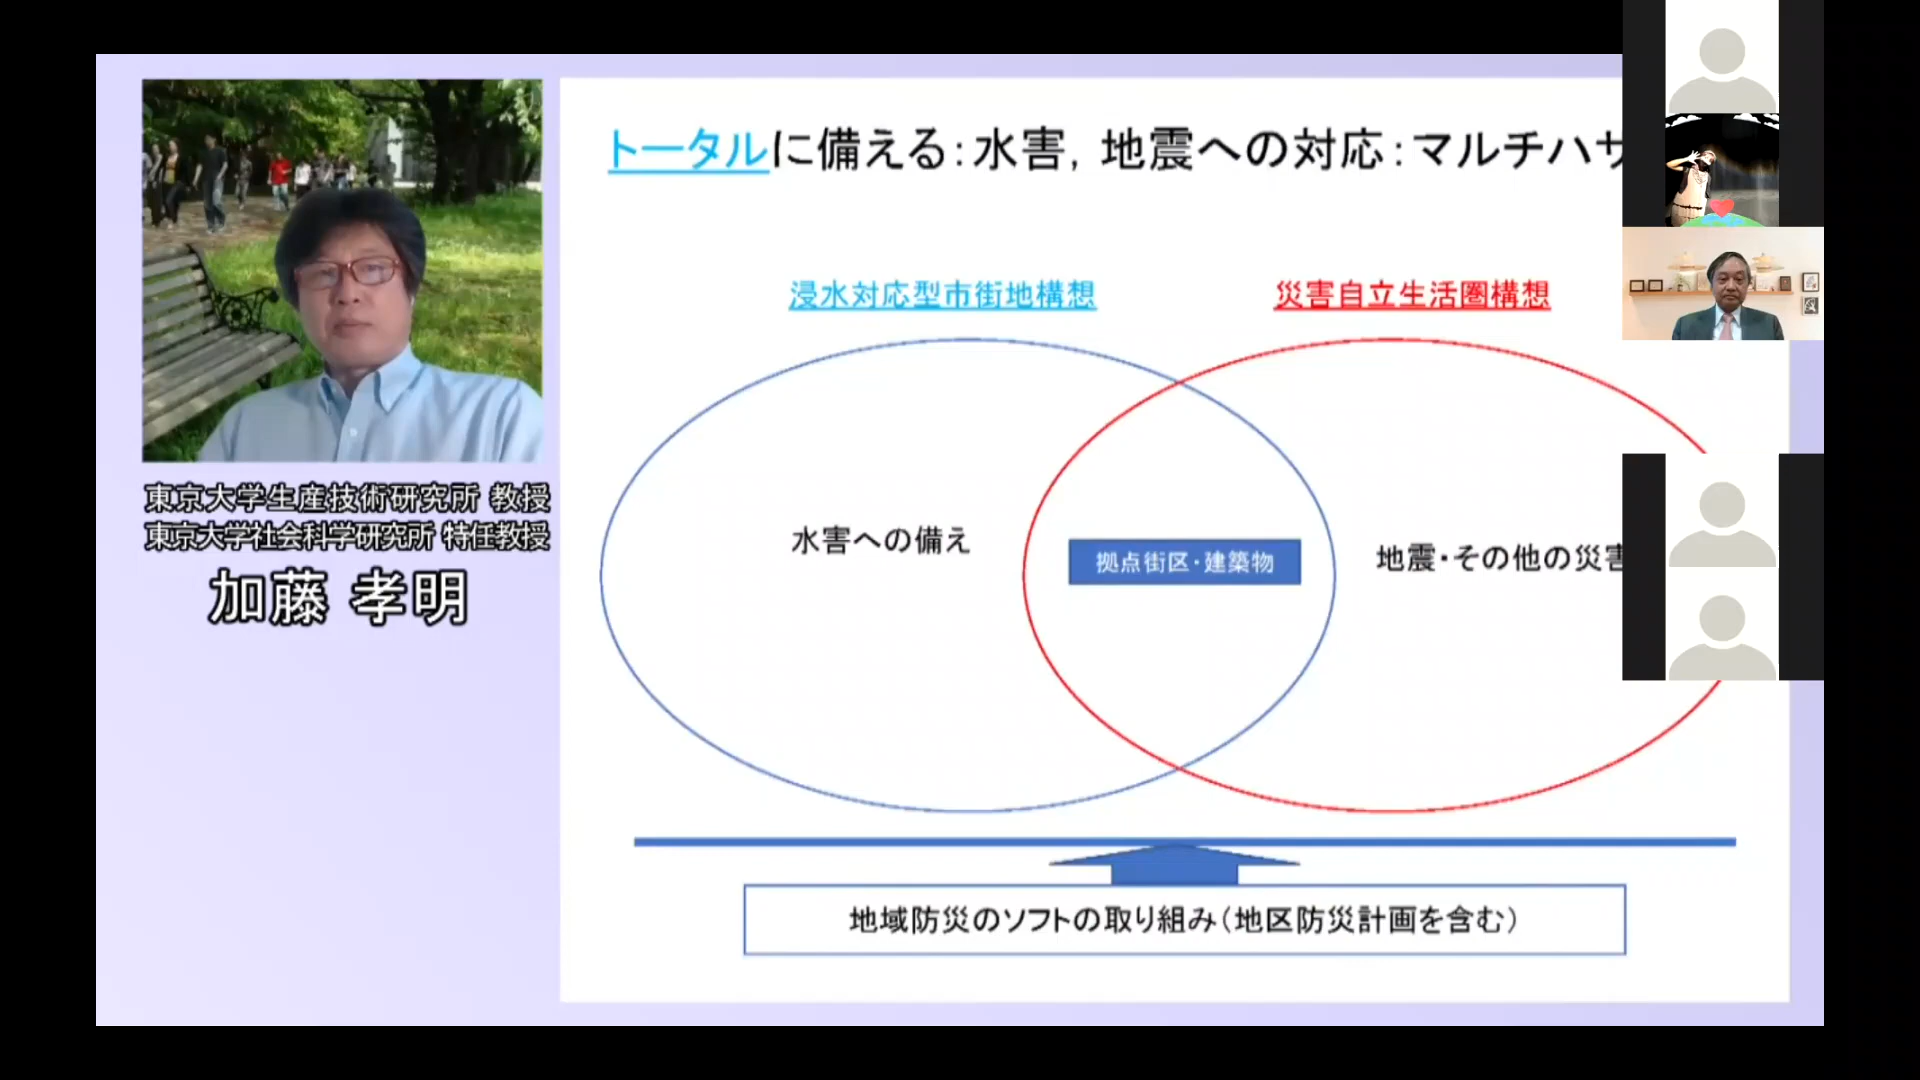 トータルに備える：水害，地震への対応：マルチハサ
浸水対応型市街地構想
災害自立生活圏構想
水害への備え
拠点街区・建築物
地震・その他の災害
地域防災のソフトの取り組み（地区防災計画を含む）
東京大学生産技術研究所 教授
東京大学社会科学研究所 特任教授
加藤 孝明